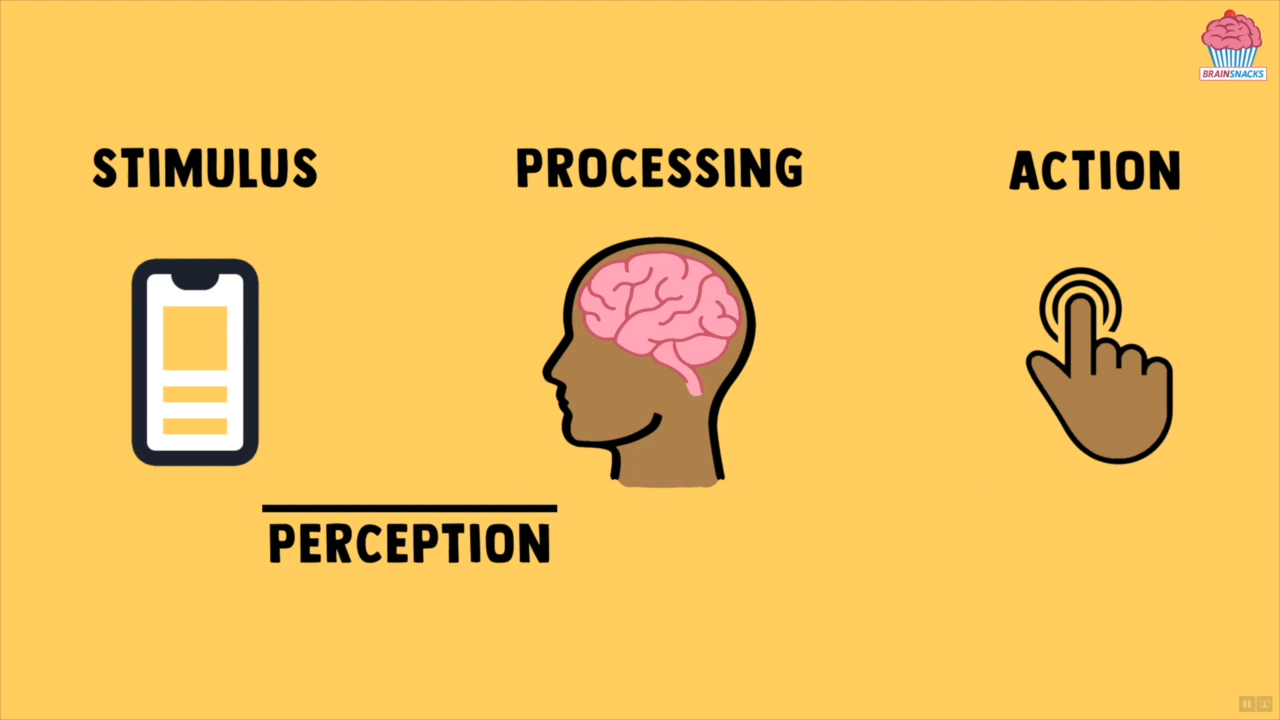 BRAINSNACKS
STIMULUS
PROCESSING
ACTION
PERCEPTION